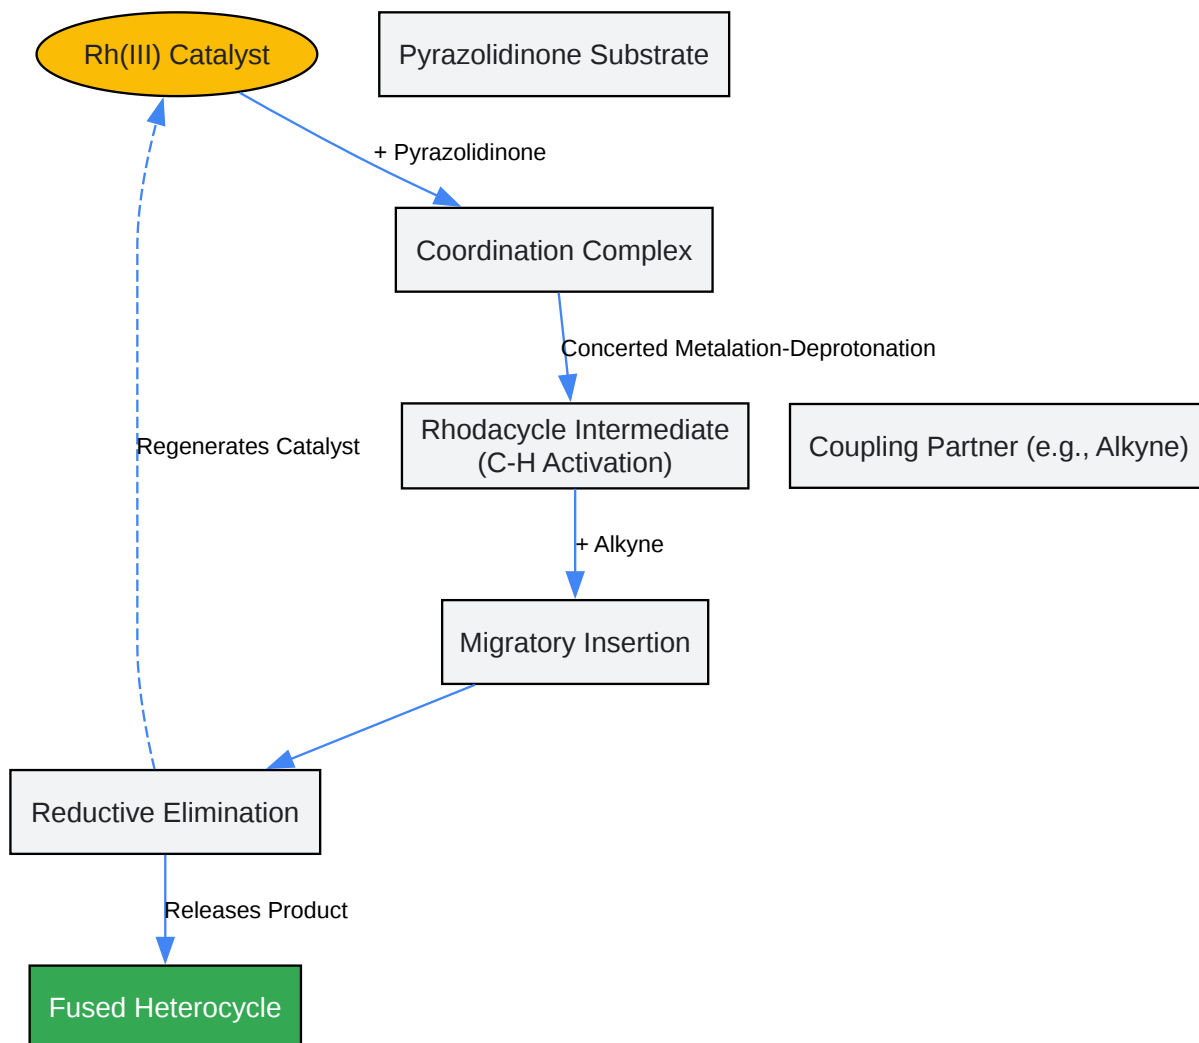 Rh(III) Catalyst
Pyrazolidinone Substrate
+ Pyrazolidinone
Coordination Complex
Concerted Metalation-Deprotonation
Rhodacycle Intermediate
(C-H Activation)
Coupling Partner (e.g., Alkyne)
Regenerates Catalyst
+ Alkyne
Migratory Insertion
Reductive Elimination
Releases Product
Fused Heterocycle